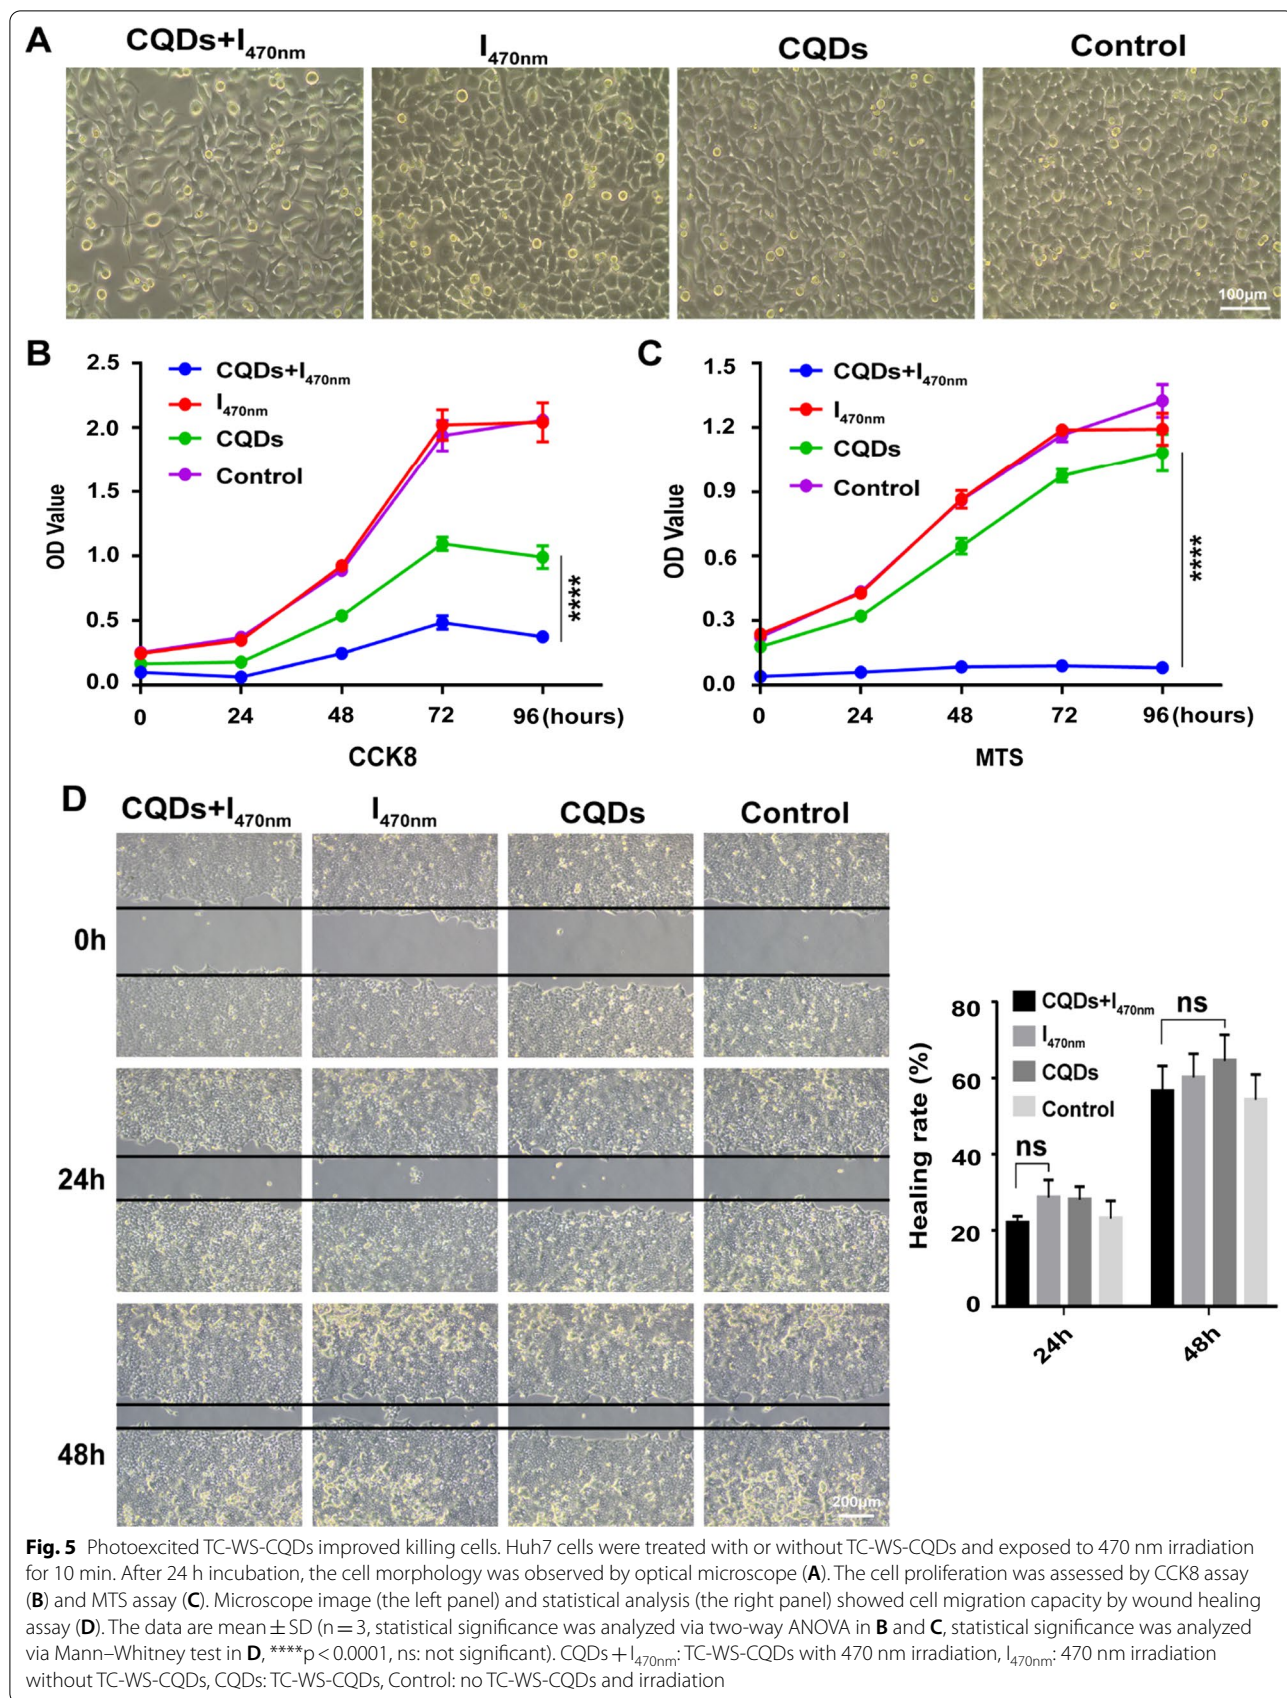 A
CQDs+I470nm
I470nm
CQDs
Control
100μm
B
2.5
2.0
1.5
1.0
0.5
0.0
OD Value
CQDs+I470nm
I470nm
CQDs
Control
****
0 24 48 72 96 (hours)
CCK8
C
1.5
1.2
0.9
0.6
0.3
0.0
OD Value
CQDs+I470nm
I470nm
CQDs
Control
****
0 24 48 72 96 (hours)
MTS
D
CQDs+I470nm
I470nm
CQDs
Control
0h
24h
48h
200μm
Healing rate (%)
80
60
40
20
0
CQDs+I470nm
I470nm
CQDs
Control
ns
ns
24h
48h
Fig. 5 Photoexcited TC-WS-CQDs improved killing cells. Huh7 cells were treated with or without TC-WS-CQDs and exposed to 470 nm irradiation
for 10 min. After 24 h incubation, the cell morphology was observed by optical microscope (A). The cell proliferation was assessed by CCK8 assay
(B) and MTS assay (C). Microscope image (the left panel) and statistical analysis (the right panel) showed cell migration capacity by wound healing
assay (D). The data are mean ± SD (n = 3, statistical significance was analyzed via two-way ANOVA in B and C, statistical significance was analyzed
via Mann–Whitney test in D, ****p < 0.0001, ns: not significant). CQDs + I470nm: TC-WS-CQDs with 470 nm irradiation, I470nm: 470 nm irradiation
without TC-WS-CQDs, CQDs: TC-WS-CQDs, Control: no TC-WS-CQDs and irradiation